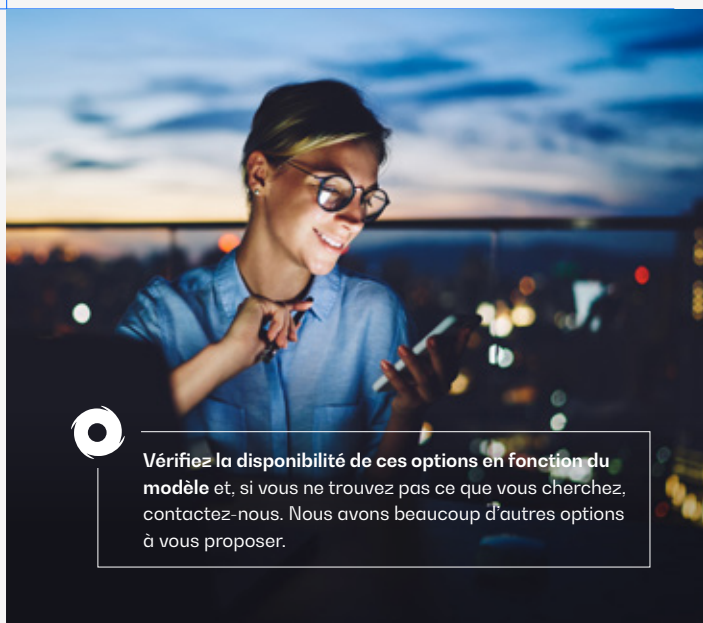 Vérifiez la disponibilité de ces options en fonction du
modèle et, si vous ne trouvez pas ce que vous cherchez,
contactez-nous. Nous avons beaucoup d'autres options
à vous proposer.